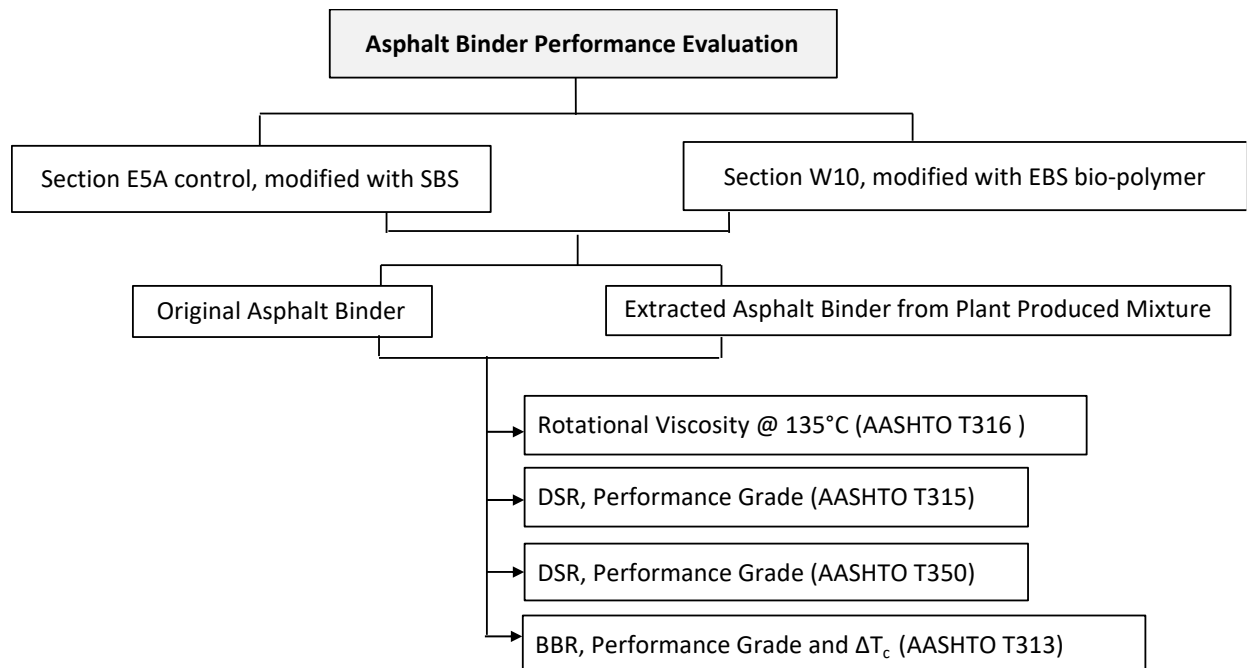 Asphalt Binder Performance Evaluation
Section E5A control, modified with SBS
Section W10, modified with EBS bio-polymer
Original Asphalt Binder
Extracted Asphalt Binder from Plant Produced Mixture
Rotational Viscosity @ 135°C (AASHTO T316 )
DSR, Performance Grade (AASHTO T315)
DSR, Performance Grade (AASHTO T350)
BBR, Performance Grade and ΔTc (AASHTO T313)